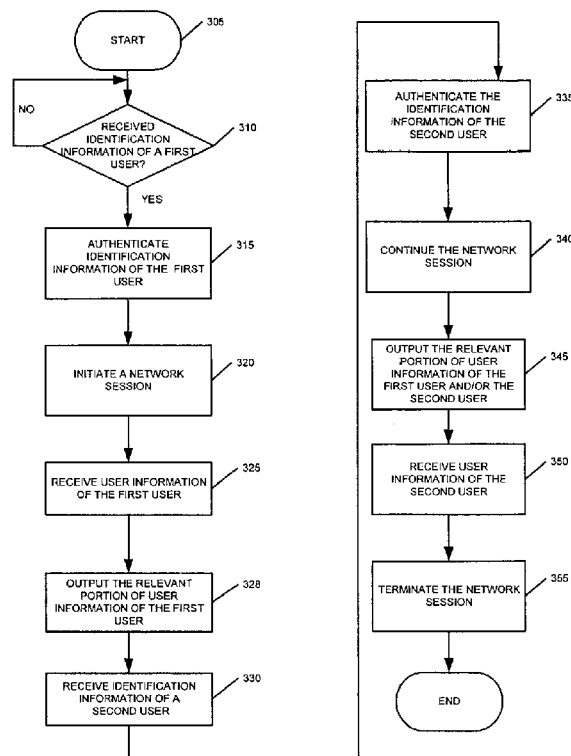 START
305
NO
RECEIVED
IDENTIFICATION
INFORMATION OF A FIRST
USER?
310
YES
AUTHENTICATE
IDENTIFICATION
INFORMATION OF THE FIRST
USER
315
INITIATE A NETWORK
SESSION
320
RECEIVE USER INFORMATION
OF THE FIRST USER
325
OUTPUT THE RELEVANT
PORTION OF USER
INFORMATION OF THE FIRST
USER
328
RECEIVE IDENTIFICATION
INFORMATION OF A
SECOND USER
330
AUTHENTICATE THE
IDENTIFICATION
INFORMATION OF THE
SECOND USER
335
CONTINUE THE NETWORK
SESSION
340
OUTPUT THE RELEVANT
PORTION OF USER
INFORMATION OF THE
FIRST USER AND/OR THE
SECOND USER
345
RECEIVE USER
INFORMATION OF THE
SECOND USER
350
TERMINATE THE NETWORK
SESSION
355
END